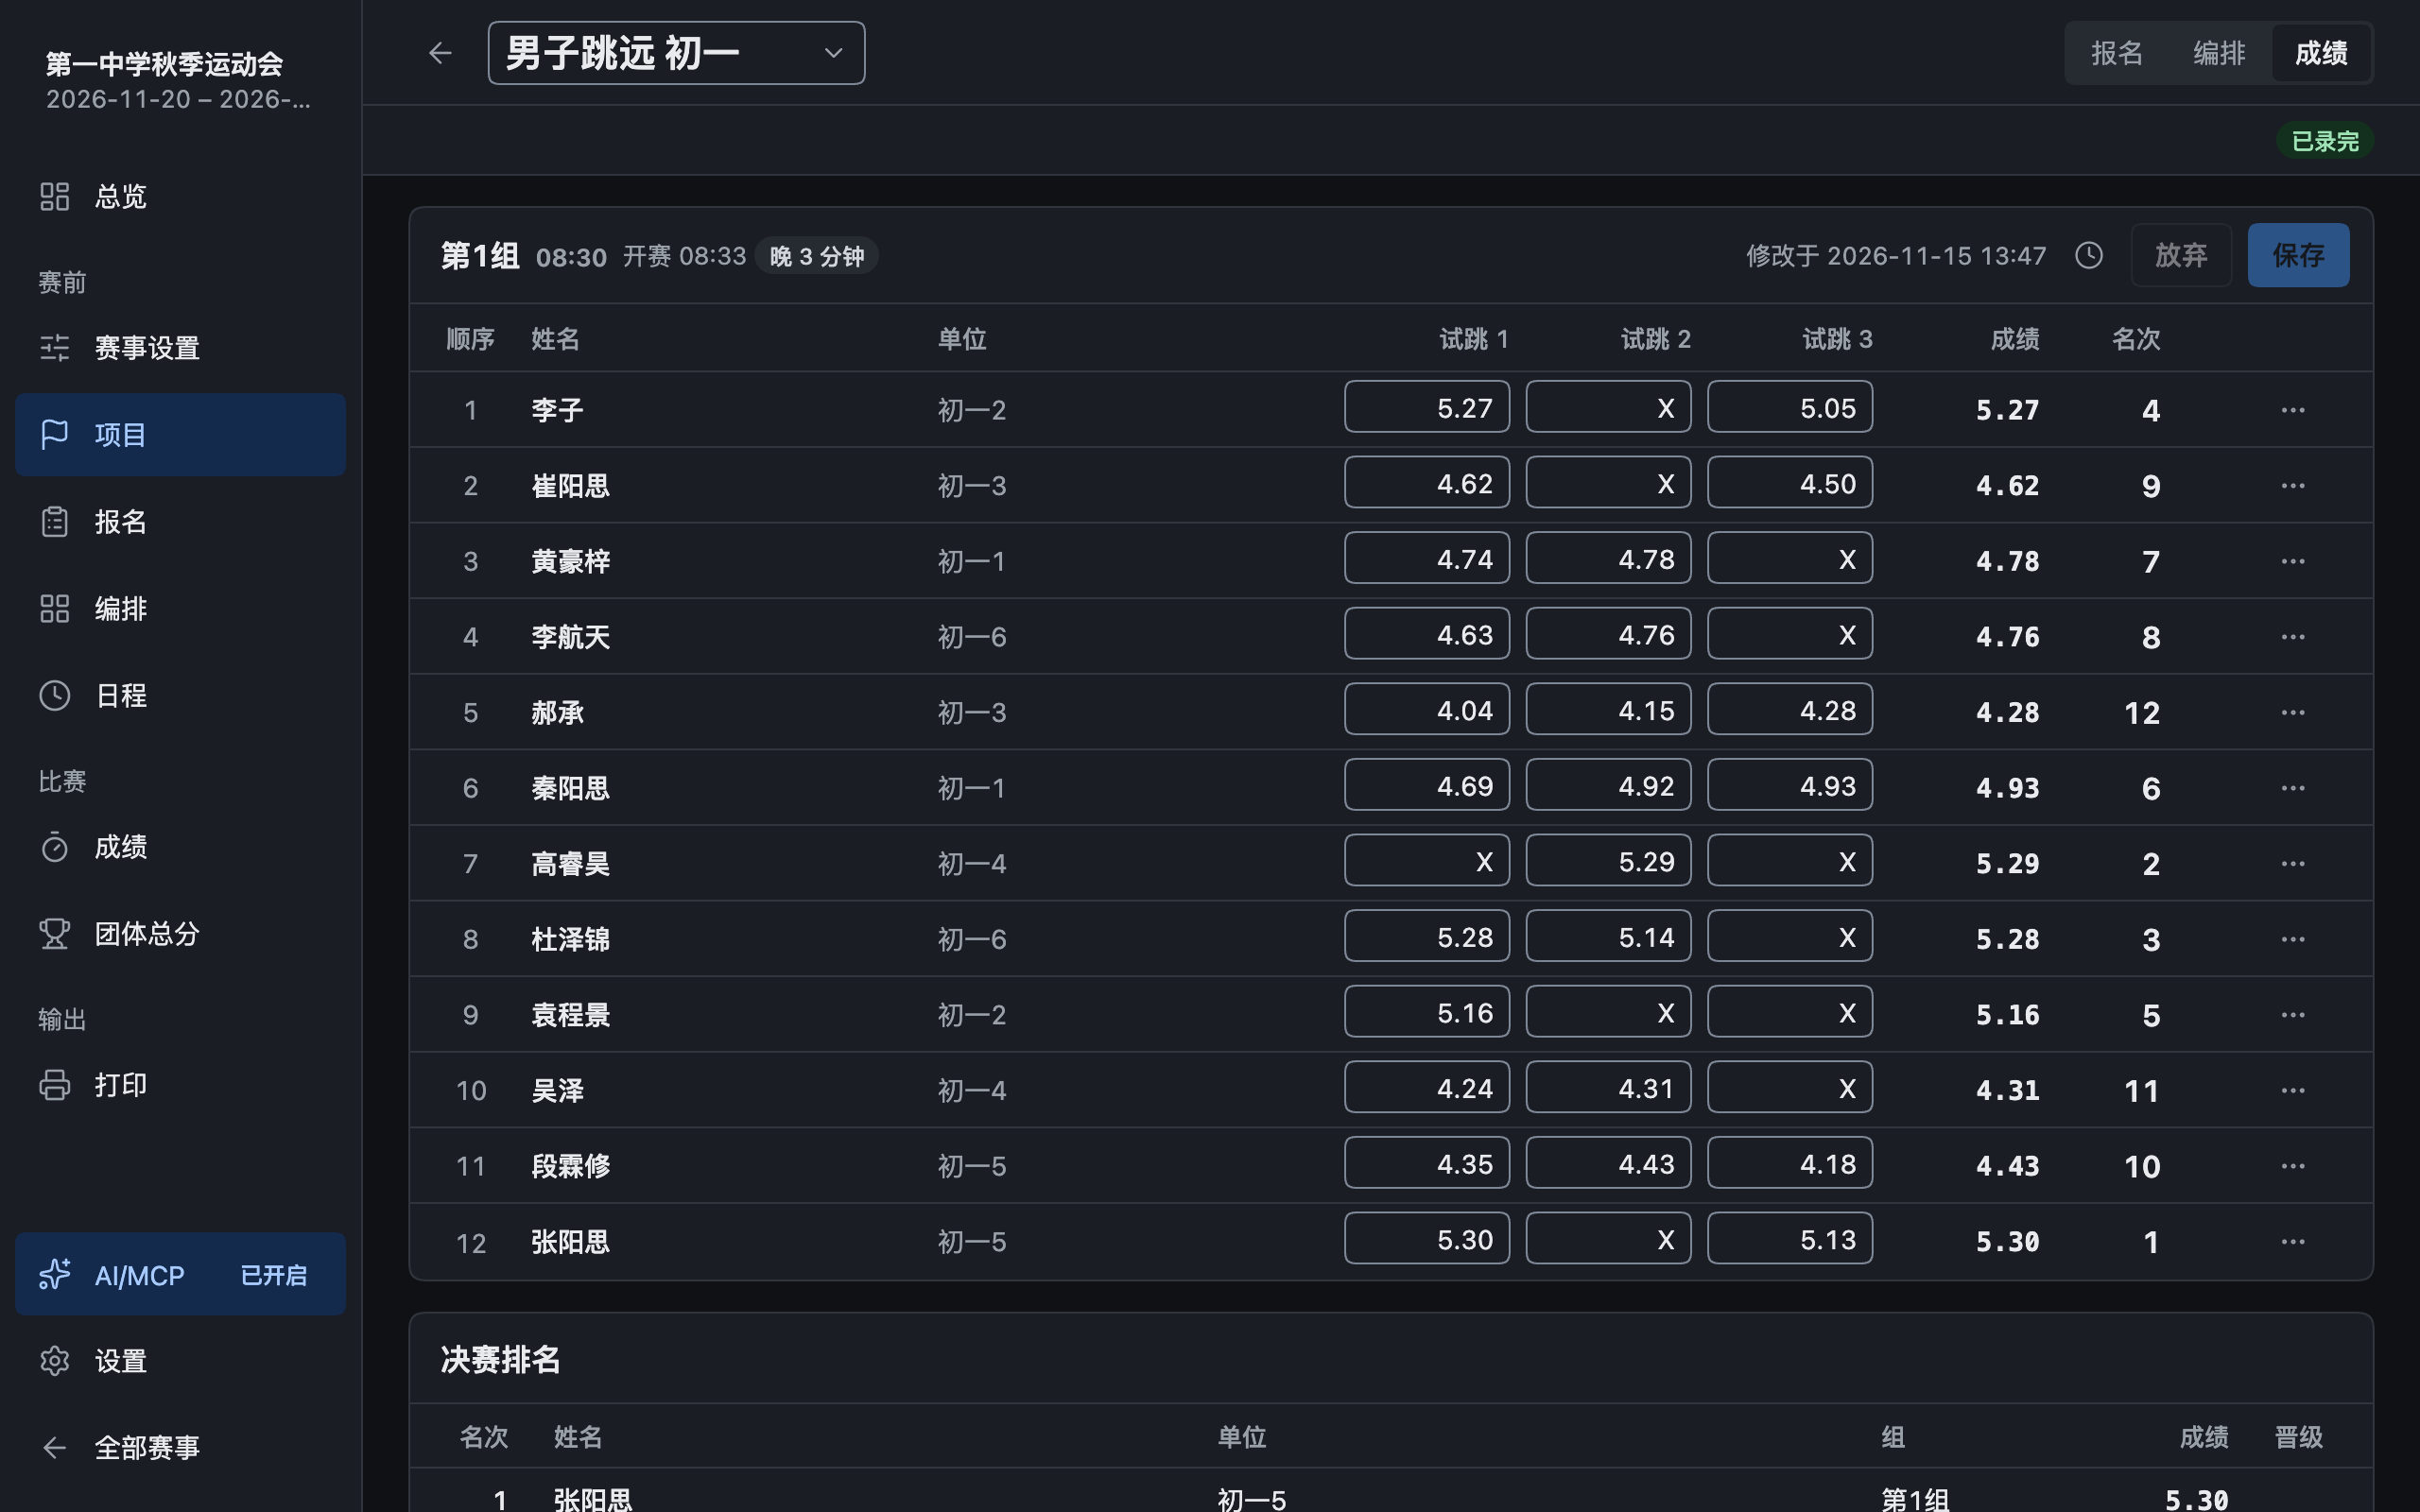 第一中学秋季运动会
2026-11-20 – 2026-...
总览
赛前
赛事设置
项目
报名
编排
日程
比赛
成绩
团体总分
输出
打印
AI/MCP 已开启
设置
全部赛事
男子跳远 初一
报名 编排 成绩
已录完
第1组 08:30 开赛 08:33 晚 3 分钟 修改于 2026-11-15 13:47 放弃 保存
顺序 姓名 单位 试跳 1 试跳 2 试跳 3 成绩 名次
1 李子 初一2 5.27 X 5.05 5.27 4 ···
2 崔阳思 初一3 4.62 X 4.50 4.62 9 ···
3 黄豪梓 初一1 4.74 4.78 X 4.78 7 ···
4 李航天 初一6 4.63 4.76 X 4.76 8 ···
5 郝承 初一3 4.04 4.15 4.28 4.28 12 ···
6 秦阳思 初一1 4.69 4.92 4.93 4.93 6 ···
7 高睿昊 初一4 X 5.29 X 5.29 2 ···
8 杜泽锦 初一6 5.28 5.14 X 5.28 3 ···
9 袁程景 初一2 5.16 X X 5.16 5 ···
10 吴泽 初一4 4.24 4.31 X 4.31 11 ···
11 段霖修 初一5 4.35 4.43 4.18 4.43 10 ···
12 张阳思 初一5 5.30 X 5.13 5.30 1 ···
决赛排名
名次 姓名 单位 组 成绩 晋级
1 张阳思 初一5 第1组 5.30